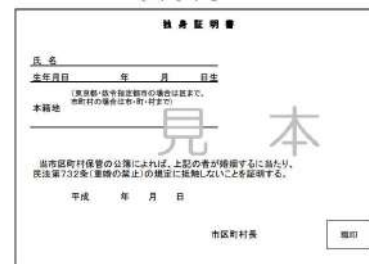 独身証明書
氏名
生年月日 年 月 日生
(東京都・政令指定都市の場合は区まで、
市町村の場合は市・町・村まで)
本籍地
見本
当市区町村保管の公簿によれば、上記の者が婚姻するに当たり、
民法第732条(重婚の禁止)の規定に抵触しないことを証明する。
平成 年 月 日
市区町村長 職印